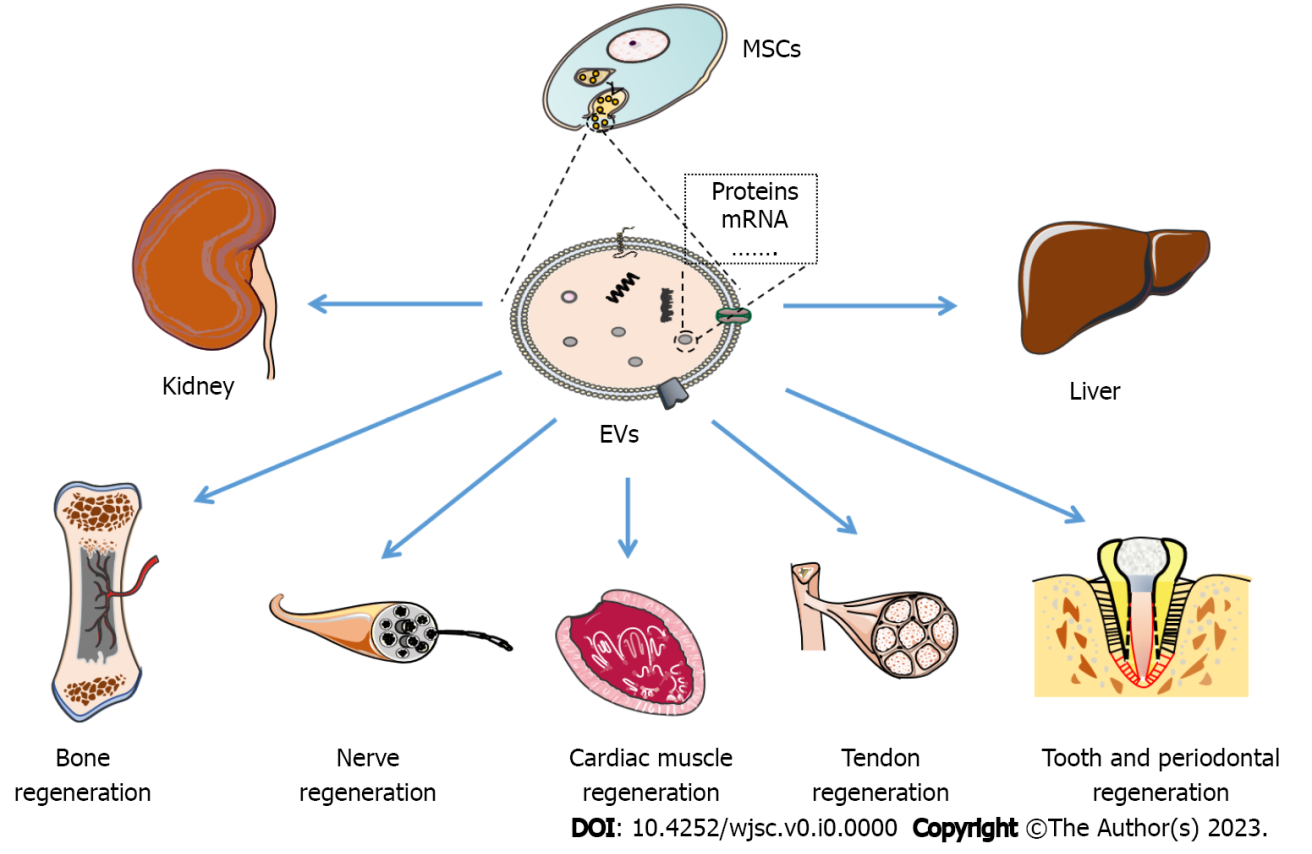 MSCs
Proteins
mRNA
.......
Kidney
Liver
EVs
Bone
regeneration
Nerve
regeneration
Cardiac muscle
regeneration
Tendon
regeneration
Tooth and periodontal
regeneration
DOI: 10.4252/wjsc.v0.i0.0000 Copyright ©The Author(s) 2023.